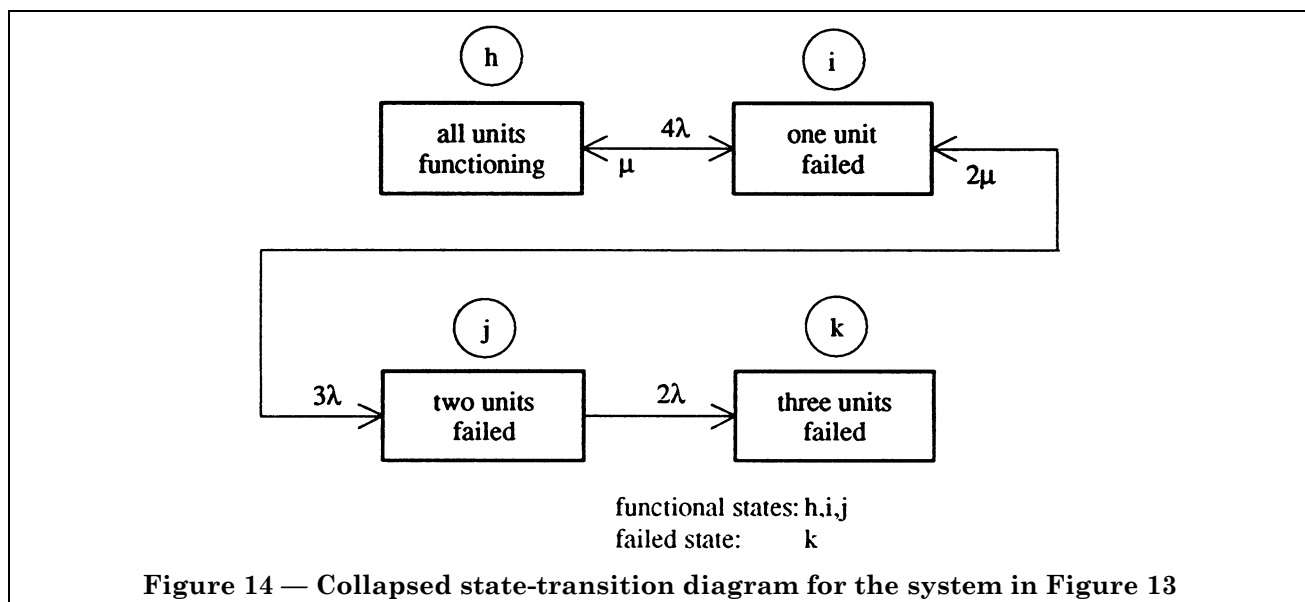 h
i
all units
functioning
4λ
μ
one unit
failed
2μ
j
k
3λ
two units
failed
2λ
three units
failed
functional states: h,i,j
failed state: k
Figure 14 — Collapsed state-transition diagram for the system in Figure 13